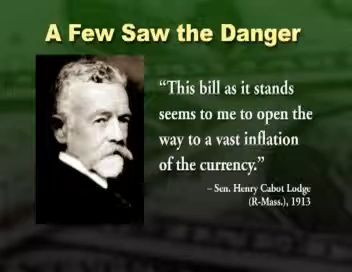 A Few Saw the Danger
“This bill as it stands
seems to me to open the
way to a vast inflation
of the currency.”
– Sen. Henry Cabot Lodge
(R-Mass.), 1913